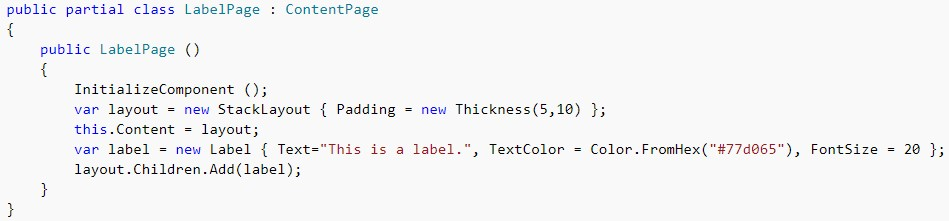 public partial class LabelPage : ContentPage
{
    public LabelPage ()
    {
        InitializeComponent ();
        var layout = new StackLayout { Padding = new Thickness(5,10) };
        this.Content = layout;
        var label = new Label { Text="This is a label.", TextColor = Color.FromHex("#77d065"), FontSize = 20 };
        layout.Children.Add(label);
    }
}